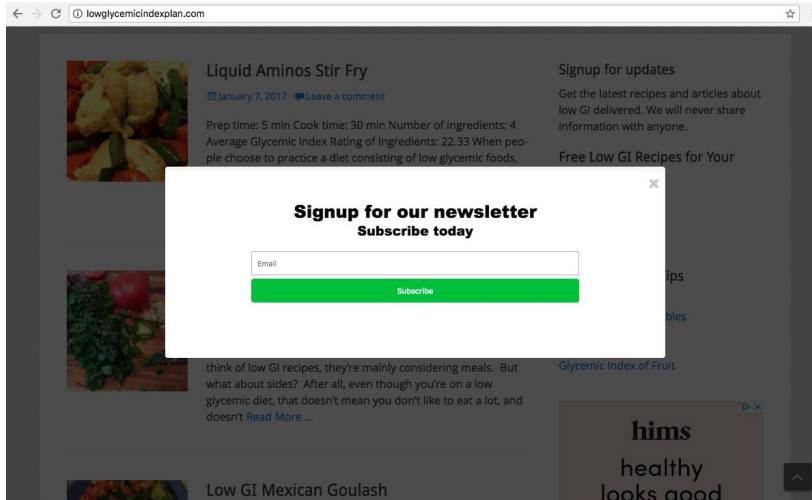 lowglycemicindexplan.com
Liquid Aminos Stir Fry
January 7, 2017 Leave a comment
Prep time: 5 min Cook time: 30 min Number of ingredients: 4
Average Glycemic Index Rating of Ingredients: 22.33 When peo-
ple choose to practice a diet consisting of low glycemic foods,
Signup for updates
Get the latest recipes and articles about
low GI delivered. We will never share
information with anyone.
Free Low GI Recipes for Your
Signup for our newsletter
Subscribe today
Email
Subscribe
ips
bles
think of low GI recipes, they're mainly considering meals. But
what about sides? After all, even though you're on a low
glycemic diet, that doesn't mean you don't like to eat a lot, and
doesn't Read More ...
Glycemic Index of Fruit
hims
healthy
looks good
Low GI Mexican Goulash